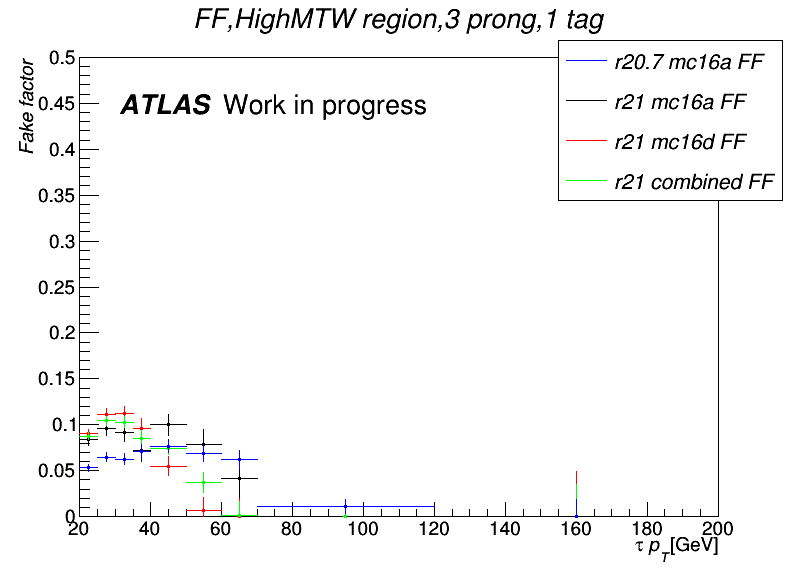 FF,HighMTW region,3 prong,1 tag
Fake factor
ATLAS Work in progress
r20.7 mc16a FF
r21 mc16a FF
r21 mc16d FF
r21 combined FF
0.5
0.45
0.4
0.35
0.3
0.25
0.2
0.15
0.1
0.05
0
20 40 60 80 100 120 140 160 180 200
τ p_T[GeV]